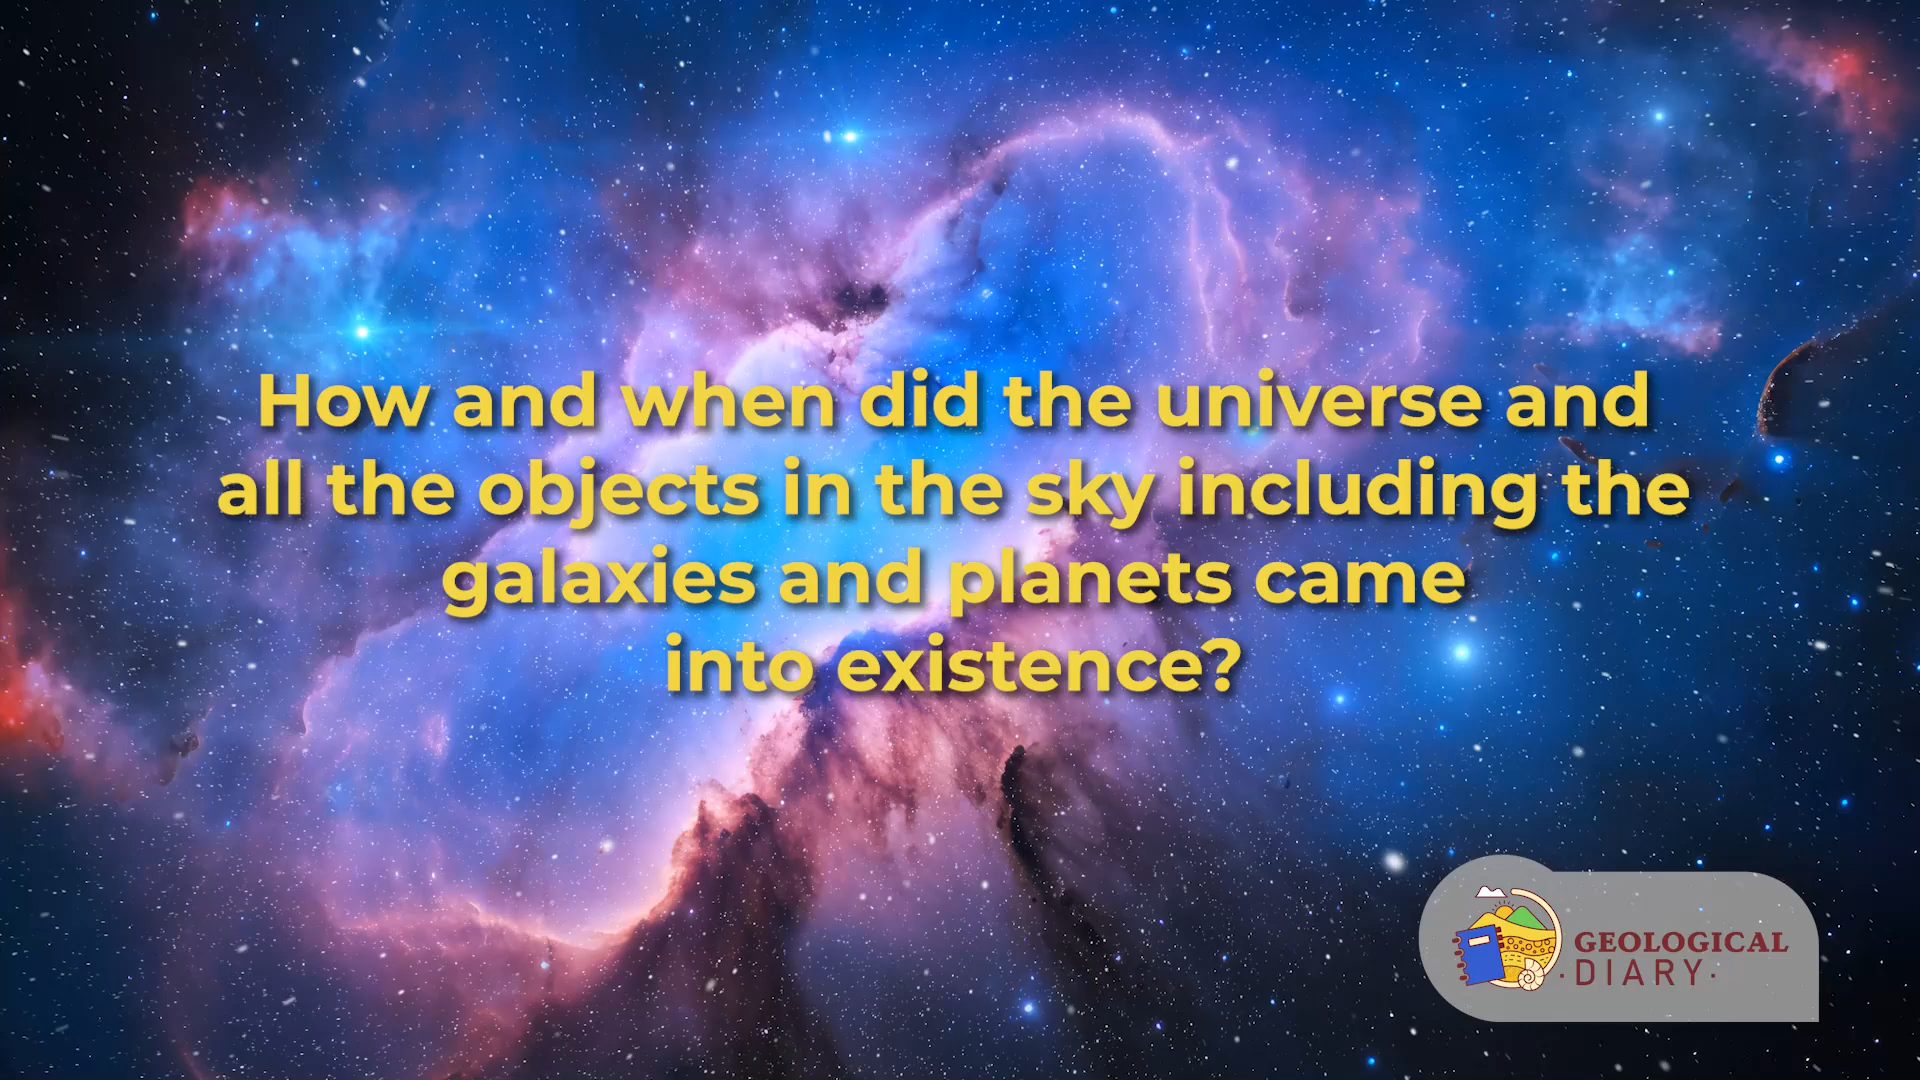 How and when did the universe and
all the objects in the sky including the
galaxies and planets came
into existence?
GEOLOGICAL
·DIARY·